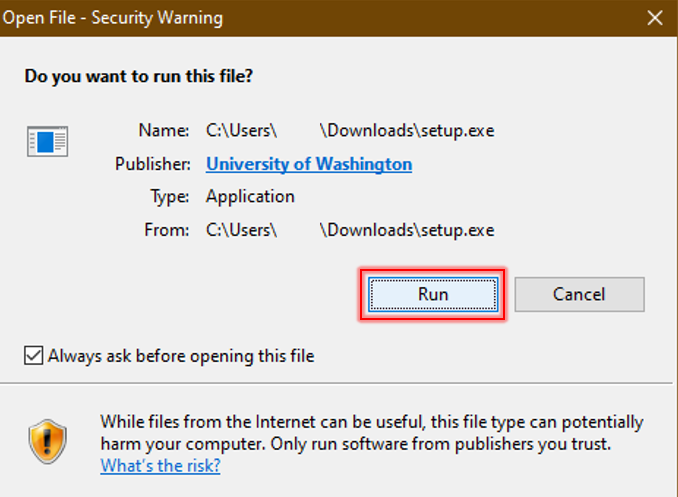 Open File - Security Warning
Do you want to run this file?
Name: C:\Users\ \Downloads\setup.exe
Publisher: University of Washington
Type: Application
From: C:\Users\ \Downloads\setup.exe
Run Cancel
Always ask before opening this file
While files from the Internet can be useful, this file type can potentially
harm your computer. Only run software from publishers you trust.
What's the risk?